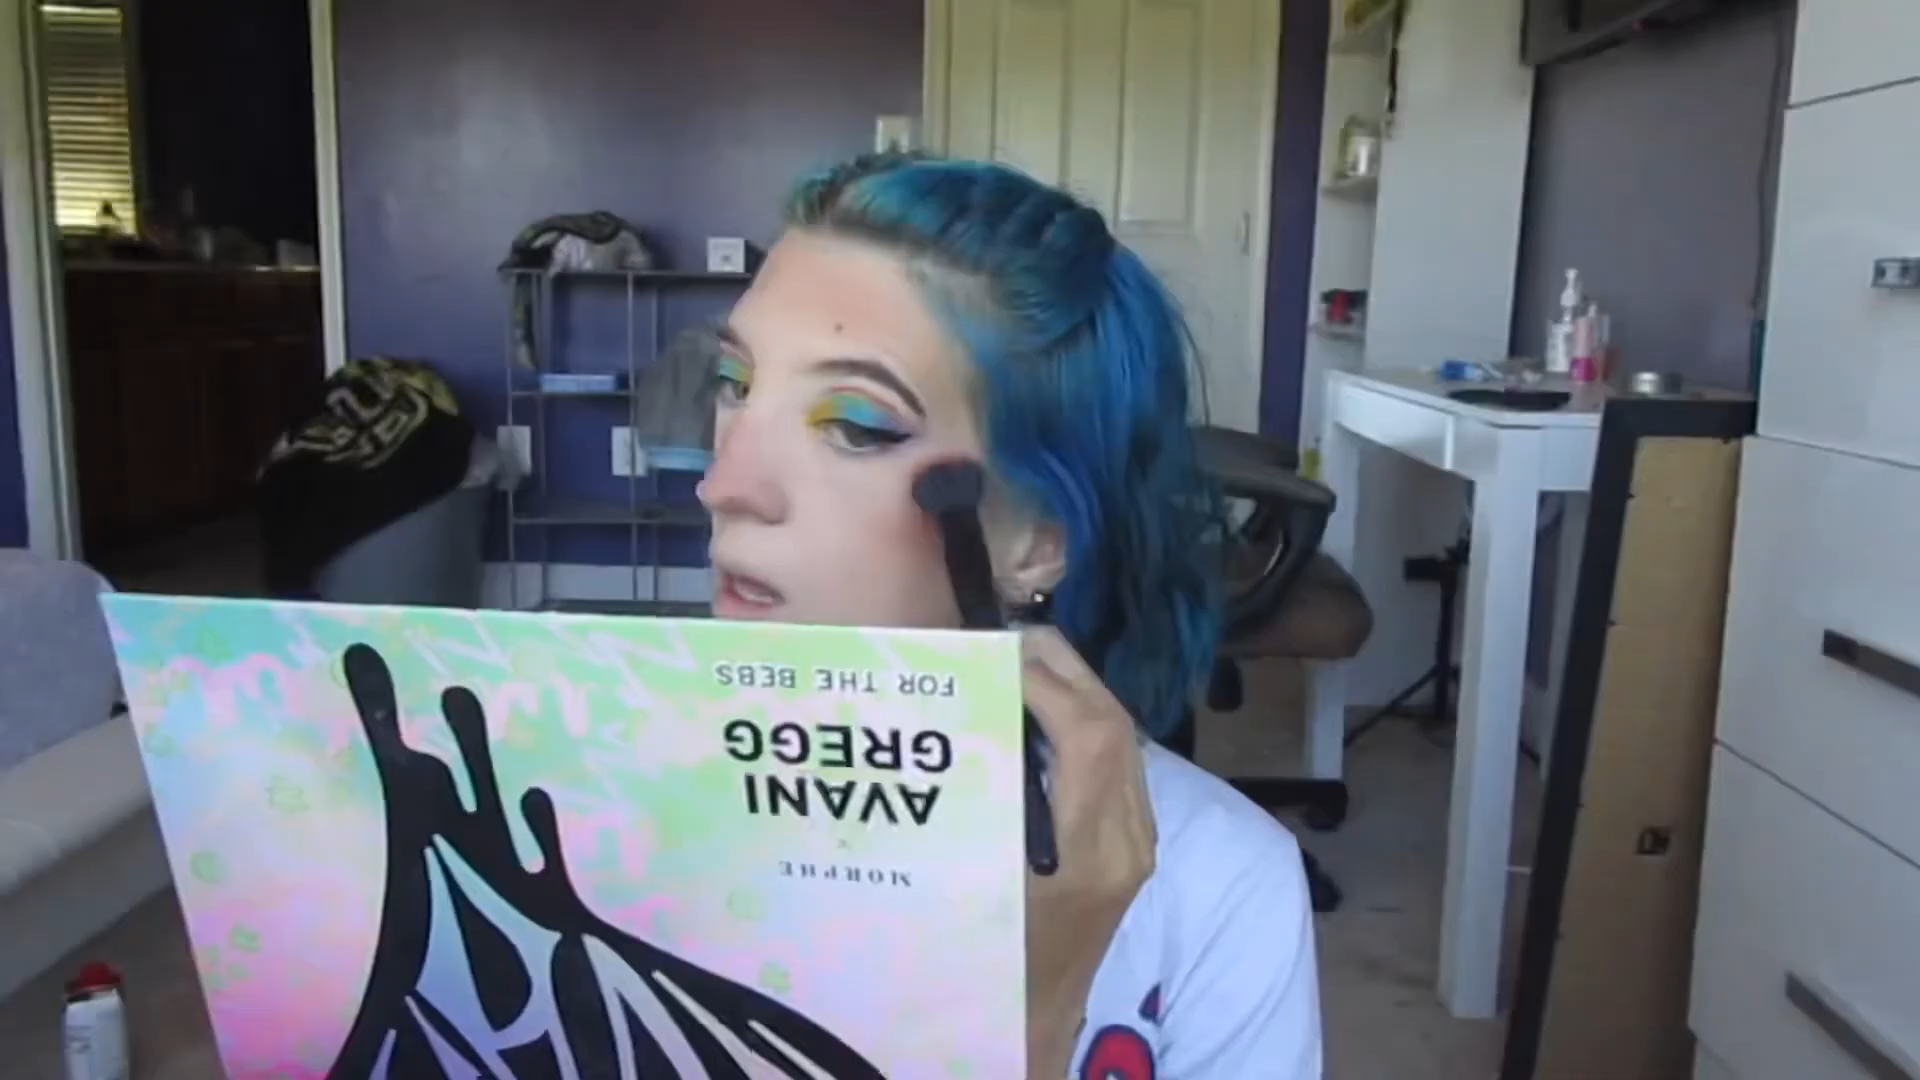 MORPHE
X
AVANI
GREGG
FOR THE BEBS